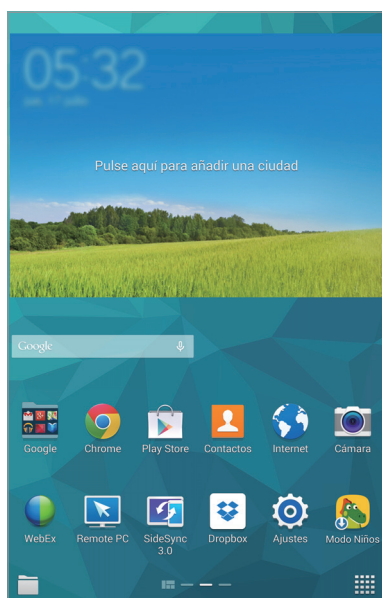 05:32
Pulse aquí para añadir una ciudad
Google
Google
Chrome
Play Store
Contactos
Internet
Cámara
WebEx
Remote PC
SideSync
3.0
Dropbox
Ajustes
Modo Niños